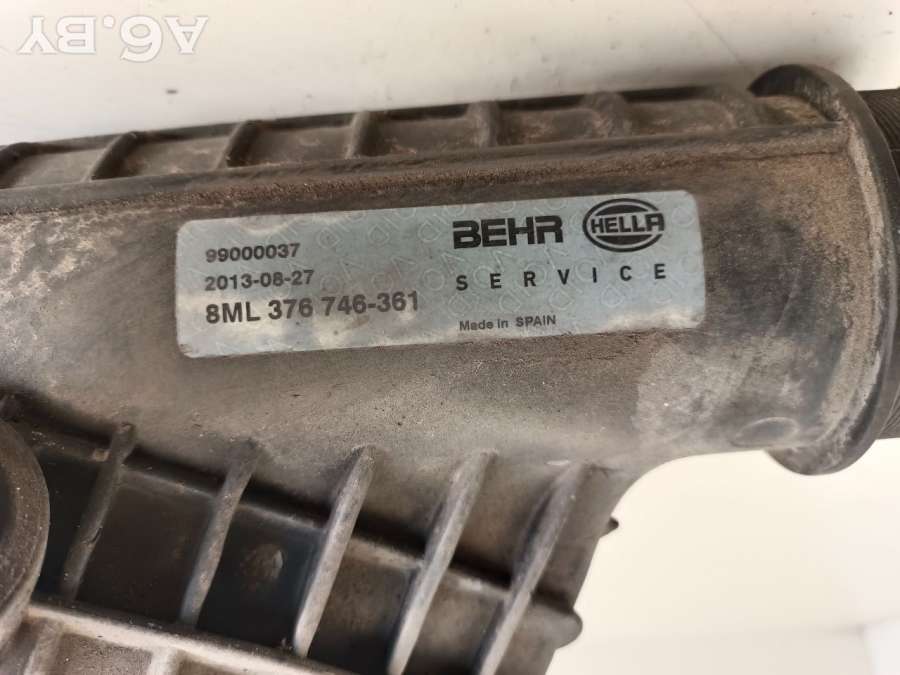 A6.BY
99000037
2013-08-27
8ML 376 746-361
BEHR HELLA
SERVICE
Made in SPAIN